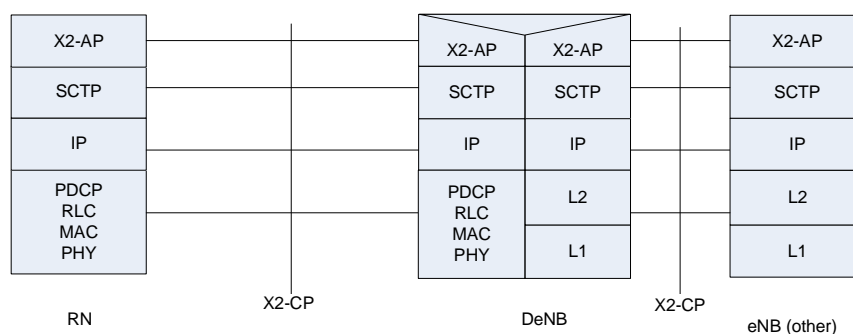 X2-AP
SCTP
IP
PDCP
RLC
MAC
PHY
RN
X2-CP
X2-AP X2-AP
SCTP SCTP
IP IP
PDCP
RLC
MAC
PHY
L2
L1
DeNB
X2-CP
X2-AP
SCTP
IP
L2
L1
eNB (other)